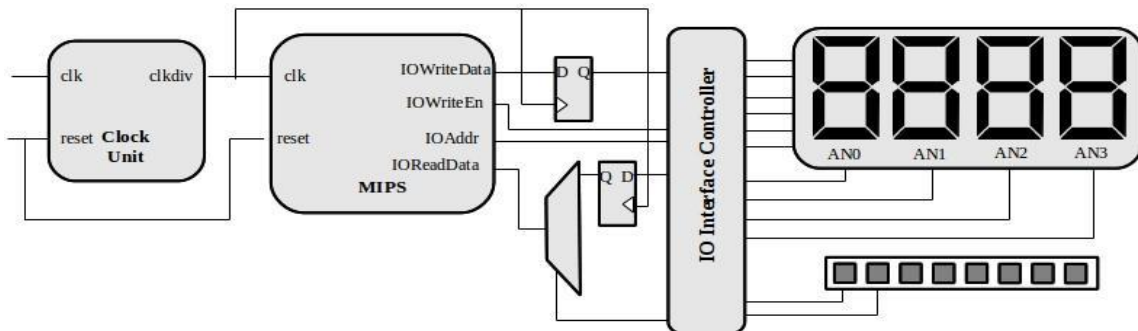 clk
clkdiv
reset
Clock
Unit
clk
IOWriteData
IOWriteEn
reset
IOAddr
IOReadData
MIPS
D Q
Q D
IO Interface Controller
AN0
AN1
AN2
AN3